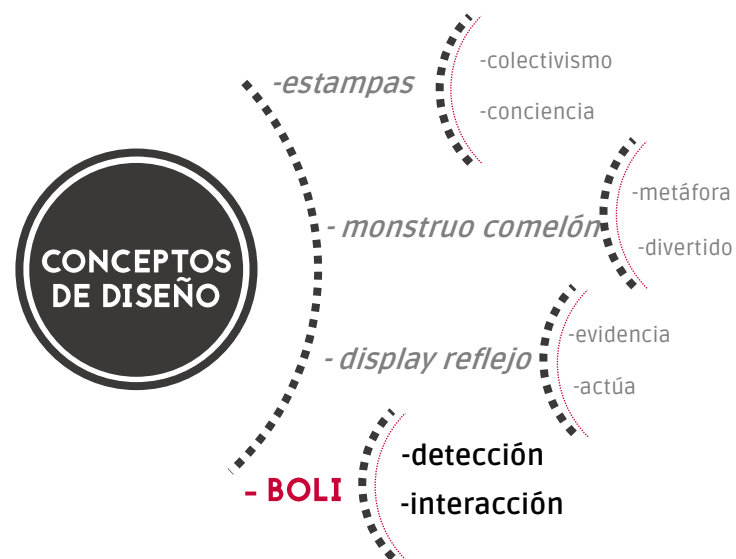 CONCEPTOS
DE DISEÑO
-estampas
-colectivismo
-conciencia
- monstruo comelón
-metáfora
-divertido
- display reflejo
-evidencia
-actúa
- BOLI
-detección
-interacción